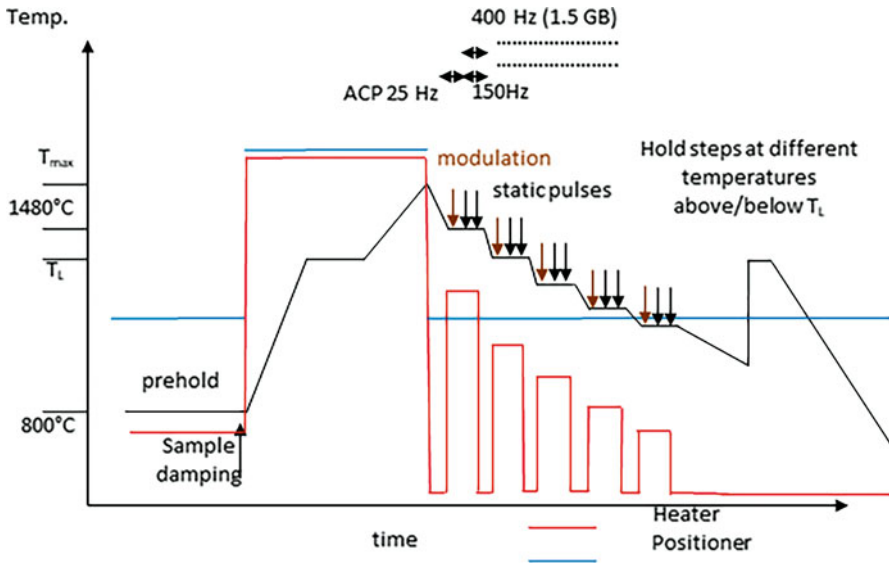 Temp.
400 Hz (1.5 GB)
ACP 25 Hz
150Hz
Tmax
1480°C
TL
800°C
modulation
static pulses
Hold steps at different
temperatures
above/below TL
prehold
Sample
damping
time
Heater
Positioner